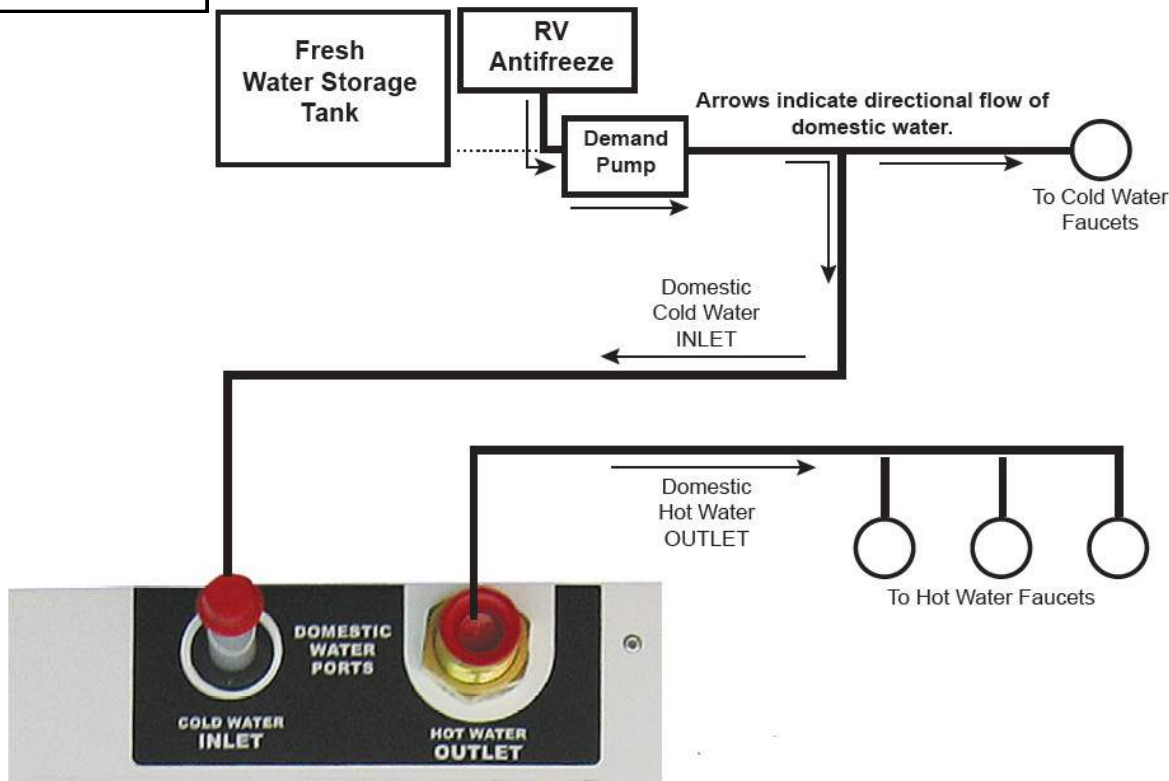 Fresh
Water Storage
Tank
RV
Antifreeze
Demand
Pump
Arrows indicate directional flow of
domestic water.
To Cold Water
Faucets
Domestic
Cold Water
INLET
Domestic
Hot Water
OUTLET
To Hot Water Faucets
DOMESTIC
WATER
PORTS
COLD WATER
INLET
HOT WATER
OUTLET